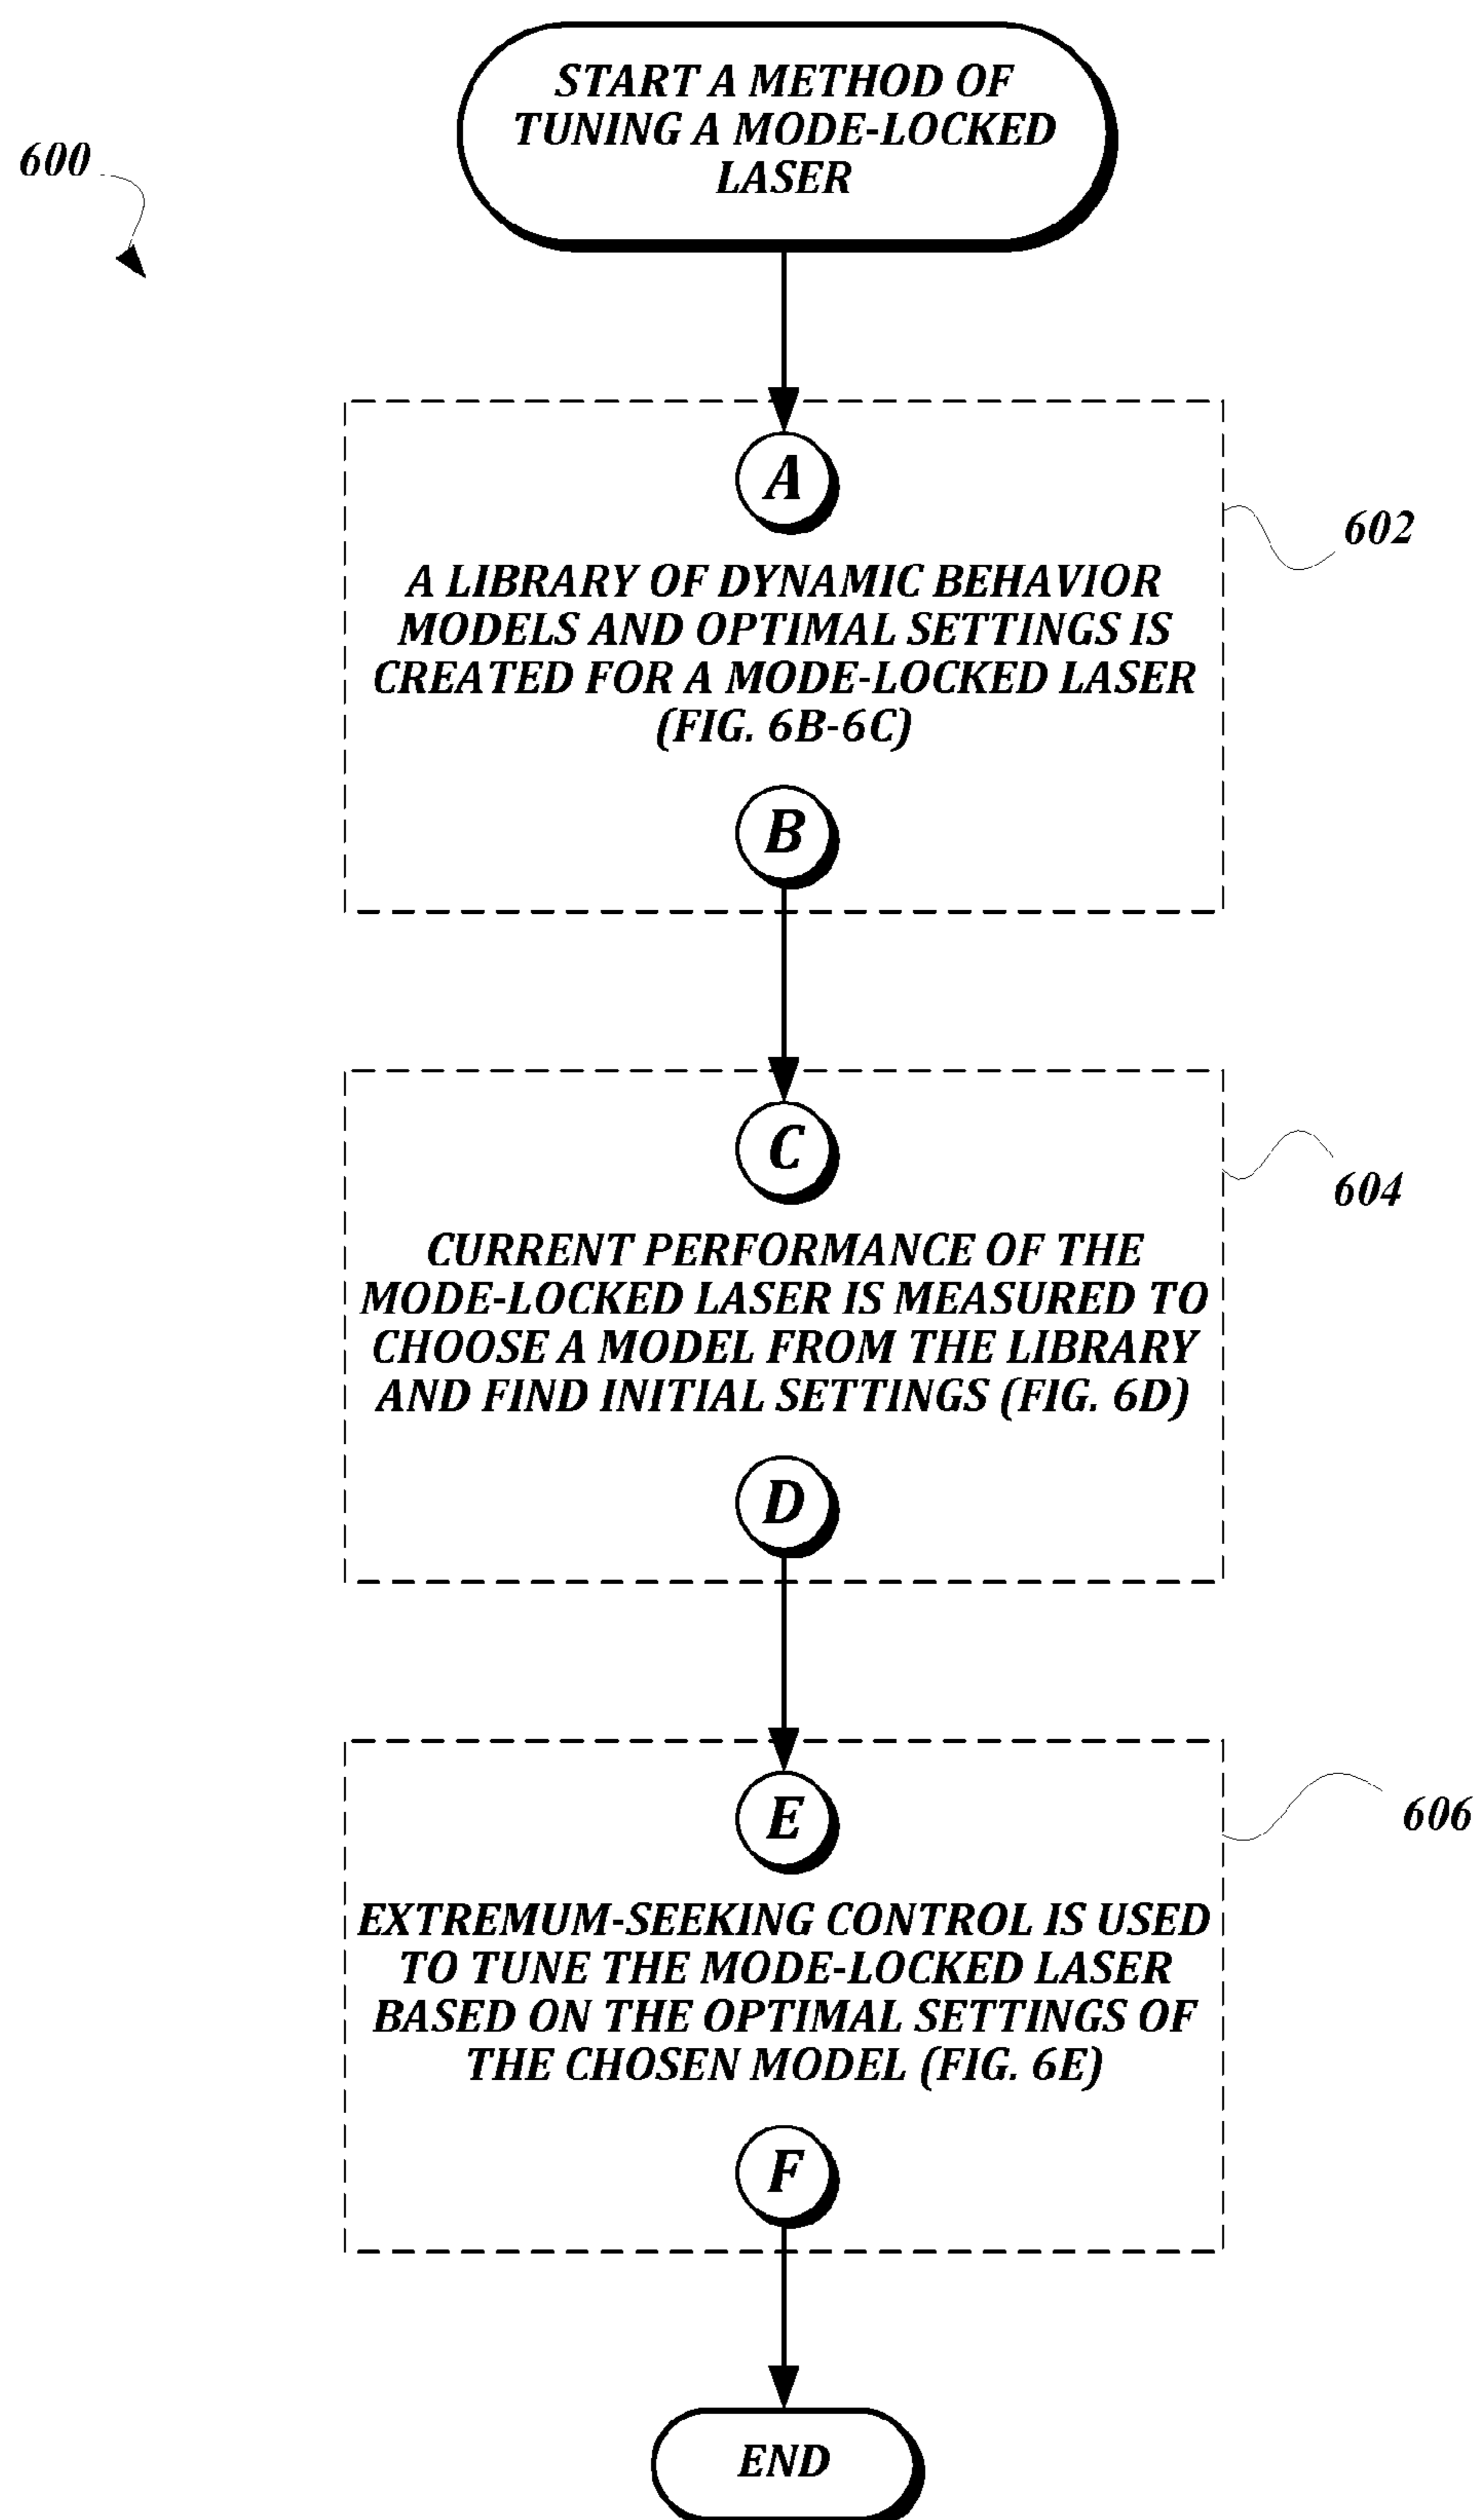 START A METHOD OF
TUNING A MODE-LOCKED
LASER
600
A
602
A LIBRARY OF DYNAMIC BEHAVIOR
MODELS AND OPTIMAL SETTINGS IS
CREATED FOR A MODE-LOCKED LASER
(FIG. 6B-6C)
B
C
604
CURRENT PERFORMANCE OF THE
MODE-LOCKED LASER IS MEASURED TO
CHOOSE A MODEL FROM THE LIBRARY
AND FIND INITIAL SETTINGS (FIG. 6D)
D
E
606
EXTREMUM-SEEKING CONTROL IS USED
TO TUNE THE MODE-LOCKED LASER
BASED ON THE OPTIMAL SETTINGS OF
THE CHOSEN MODEL (FIG. 6E)
F
END